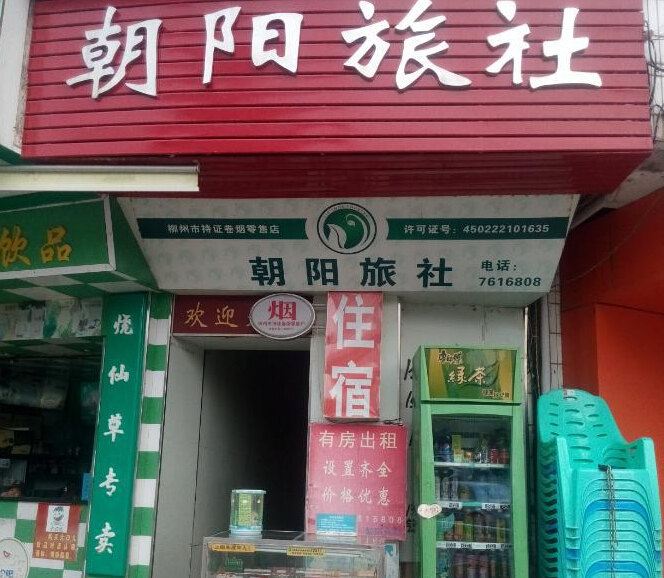 朝阳旅社
柳州市持证卷烟零售店
许可证号：450222101635
朝阳旅社
电话：
7616808
饮品
欢迎
烟
住宿
有房出租
设置齐全
价格优惠
16808
绿茶
烧仙草专卖